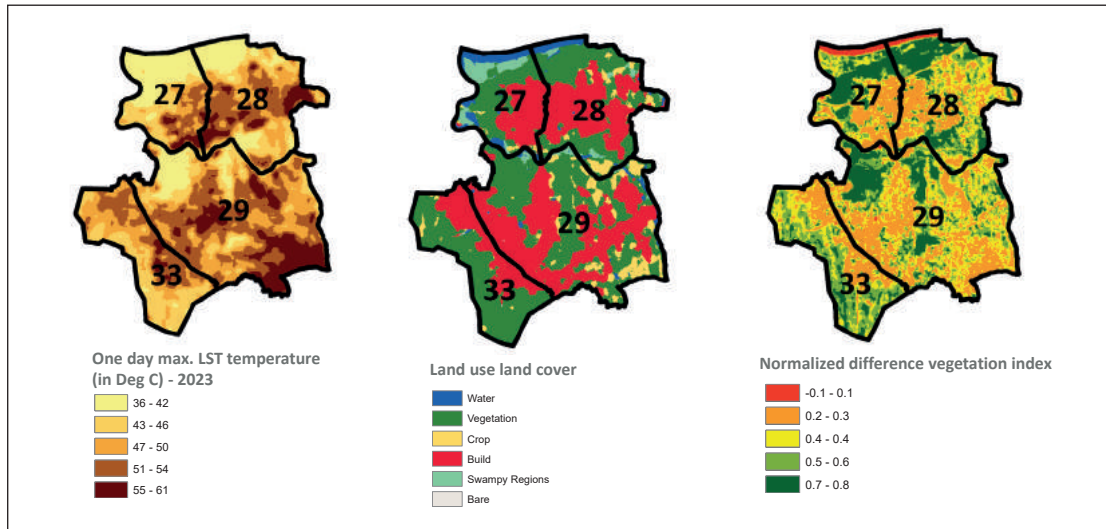 27
28
29
33
27
28
29
33
27
28
29
33
One day max. LST temperature
(in Deg C) - 2023
36 - 42
43 - 46
47 - 50
51 - 54
55 - 61
Land use land cover
Water
Vegetation
Crop
Build
Swampy Regions
Bare
Normalized difference vegetation index
-0.1 - 0.1
0.2 - 0.3
0.4 - 0.4
0.5 - 0.6
0.7 - 0.8